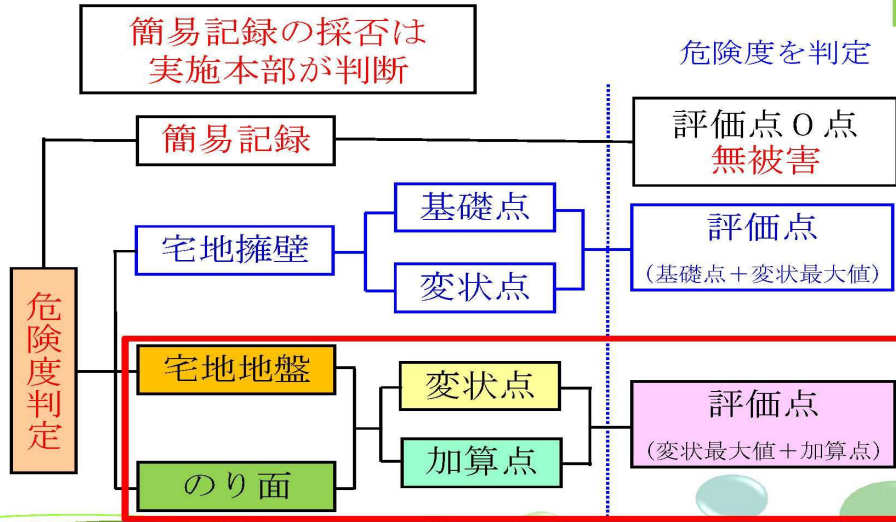 簡易記録の採否は
実施本部が判断
危険度を判定
簡易記録
評価点0点
無被害
宅地擁壁
基礎点
変状点
評価点
(基礎点+変状最大値)
危険度判定
宅地地盤
のり面
変状点
加算点
評価点
(変状最大値+加算点)